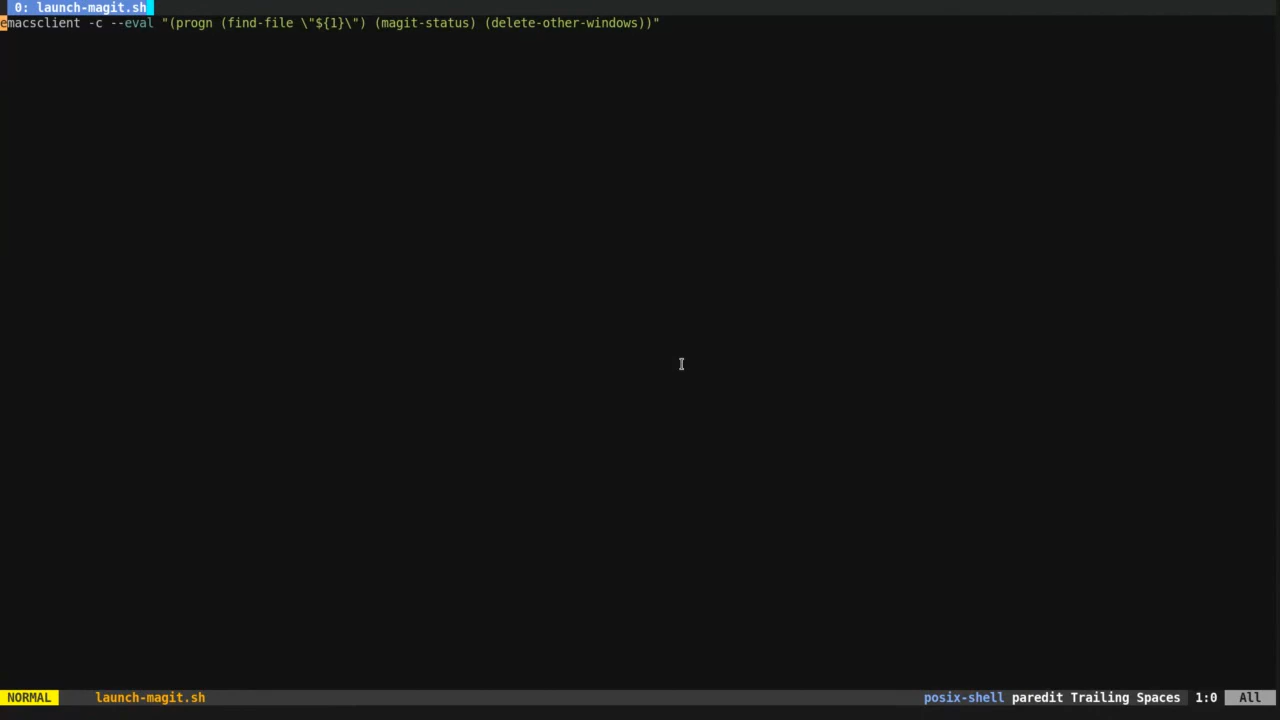 0: launch-magit.sh
emacsclient -c --eval "(progn (find-file \"${1}\") (magit-status) (delete-other-windows))"
NORMAL launch-magit.sh posix-shell paredit Trailing Spaces 1:0 All